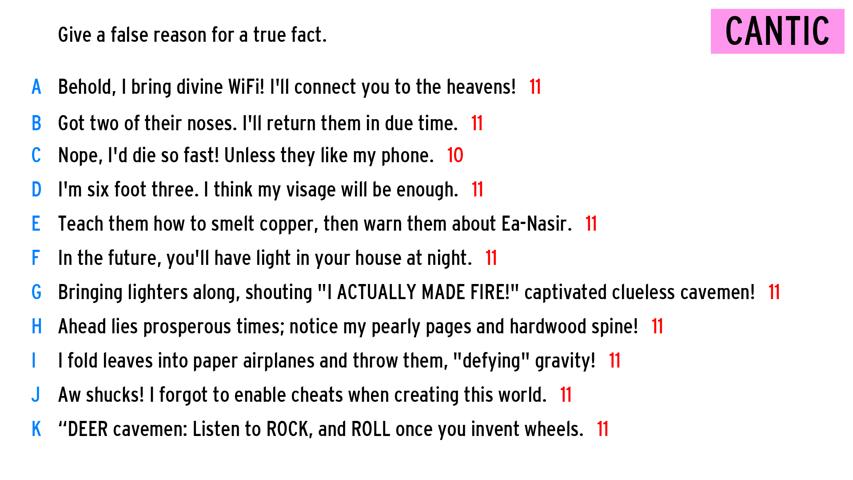 Give a false reason for a true fact.
CANTIC
A Behold, I bring divine WiFi! I'll connect you to the heavens! 11
B Got two of their noses. I'll return them in due time. 11
C Nope, I'd die so fast! Unless they like my phone. 10
D I'm six foot three. I think my visage will be enough. 11
E Teach them how to smelt copper, then warn them about Ea-Nasir. 11
F In the future, you'll have light in your house at night. 11
G Bringing lighters along, shouting "I ACTUALLY MADE FIRE!" captivated clueless cavemen! 11
H Ahead lies prosperous times; notice my pearly pages and hardwood spine! 11
I I fold leaves into paper airplanes and throw them, "defying" gravity! 11
J Aw shucks! I forgot to enable cheats when creating this world. 11
K “DEER cavemen: Listen to ROCK, and ROLL once you invent wheels. 11